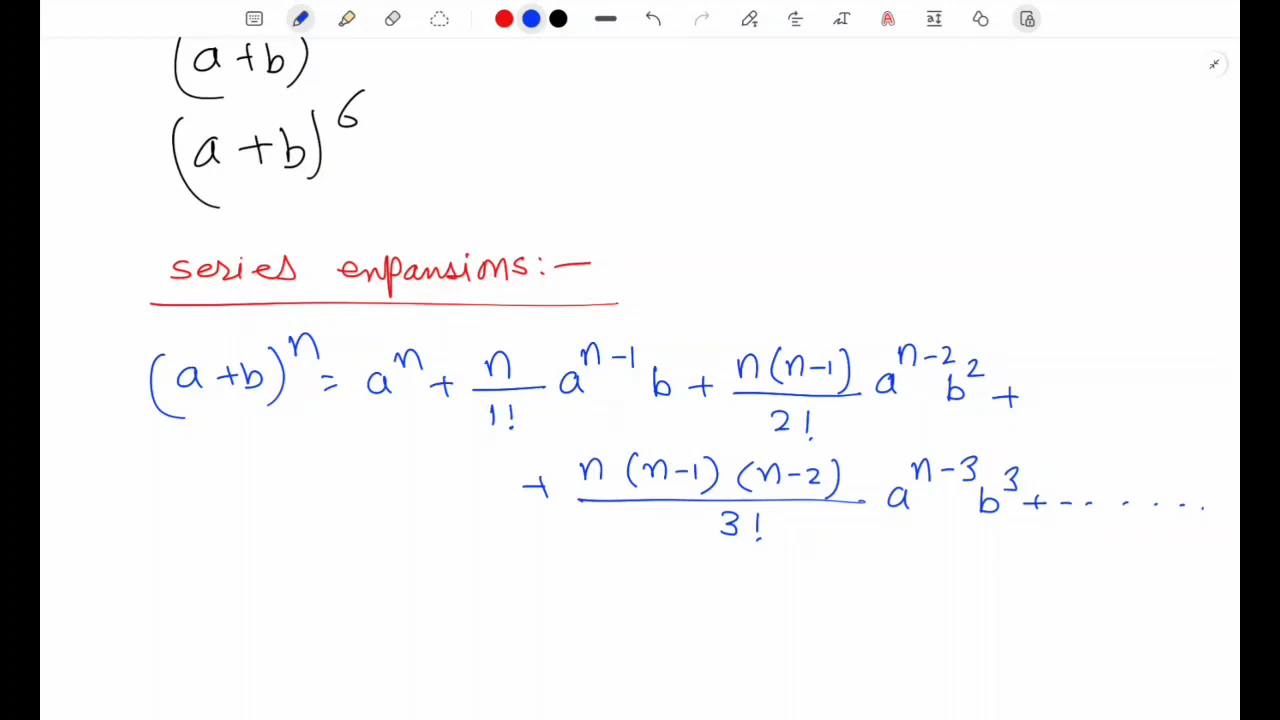 (a+b)
(a+b)^6
series enpansions:-
(a+b)^n = a^n + n/1! a^{n-1} b + n(n-1)/2! a^{n-2} b^2 +
+ n(n-1)(n-2)/3! a^{n-3} b^3 + -- .....